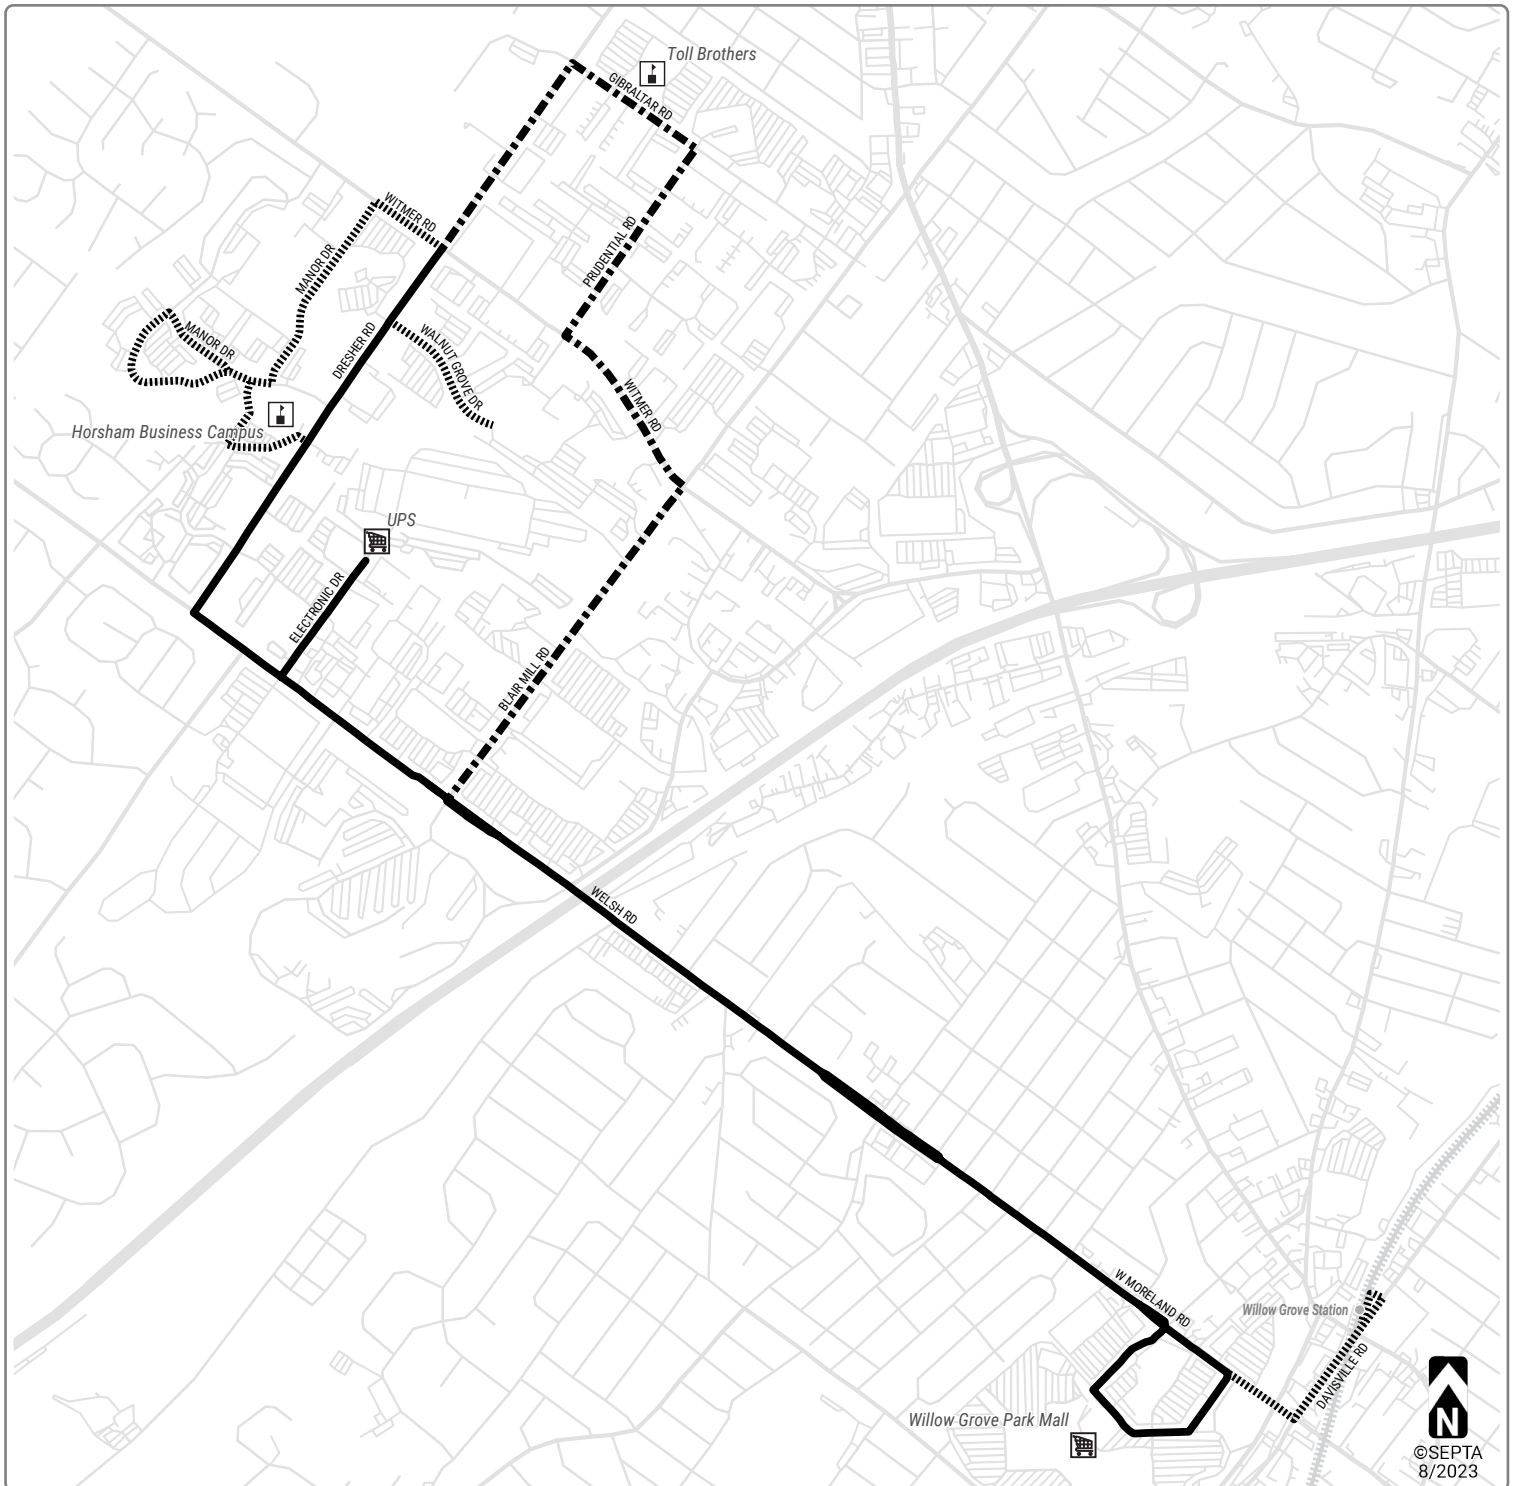 Toll Brothers
GIBRALTAR RD
WITMER RD
PRUDENTIAL RD
MANOR DR
MANOR DR
DRESHER RD
WALNUT GROVE DR
WITMER RD
Horsham Business Campus
UPS
ELECTRONIC DR
BLAIR MILL RD
WELSH RD
W MORELAND RD
Willow Grove Station
DAVISVILLE RD
Willow Grove Park Mall
N
©SEPTA
8/2023